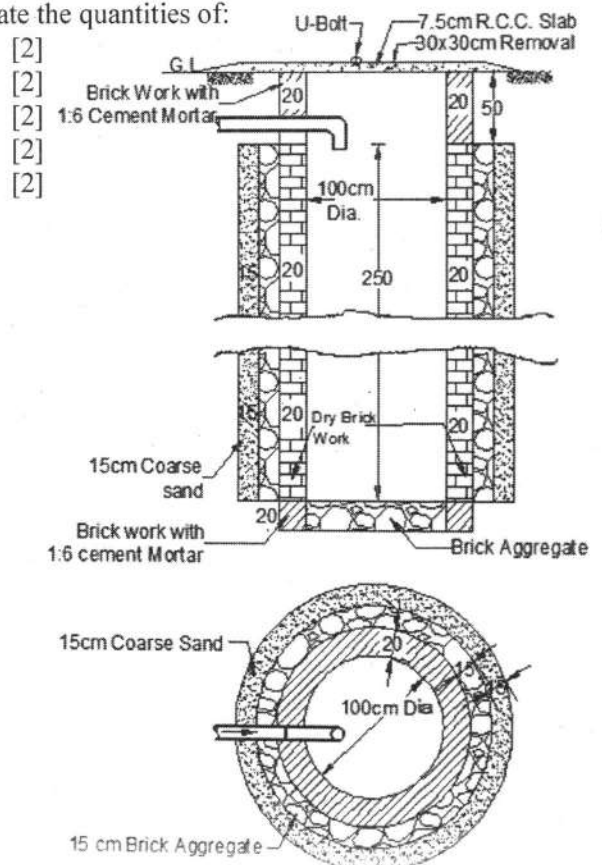 ate the quantities of:
[2]
[2]
[2]
[2]
[2]
U-Bolt
7.5cm R.C.C. Slab
30x30cm Removal
G.L
Brick Work with
1:6 Cement Mortar
20
20
50
100cm
Dia.
15
20
250
20
15
20
Dry Brick
Work
20
15cm Coarse
sand
20
Brick work with
1:6 cement Mortar
Brick Aggregate
15cm Coarse Sand
20
15
15
100cm Dia
15 cm Brick Aggregate